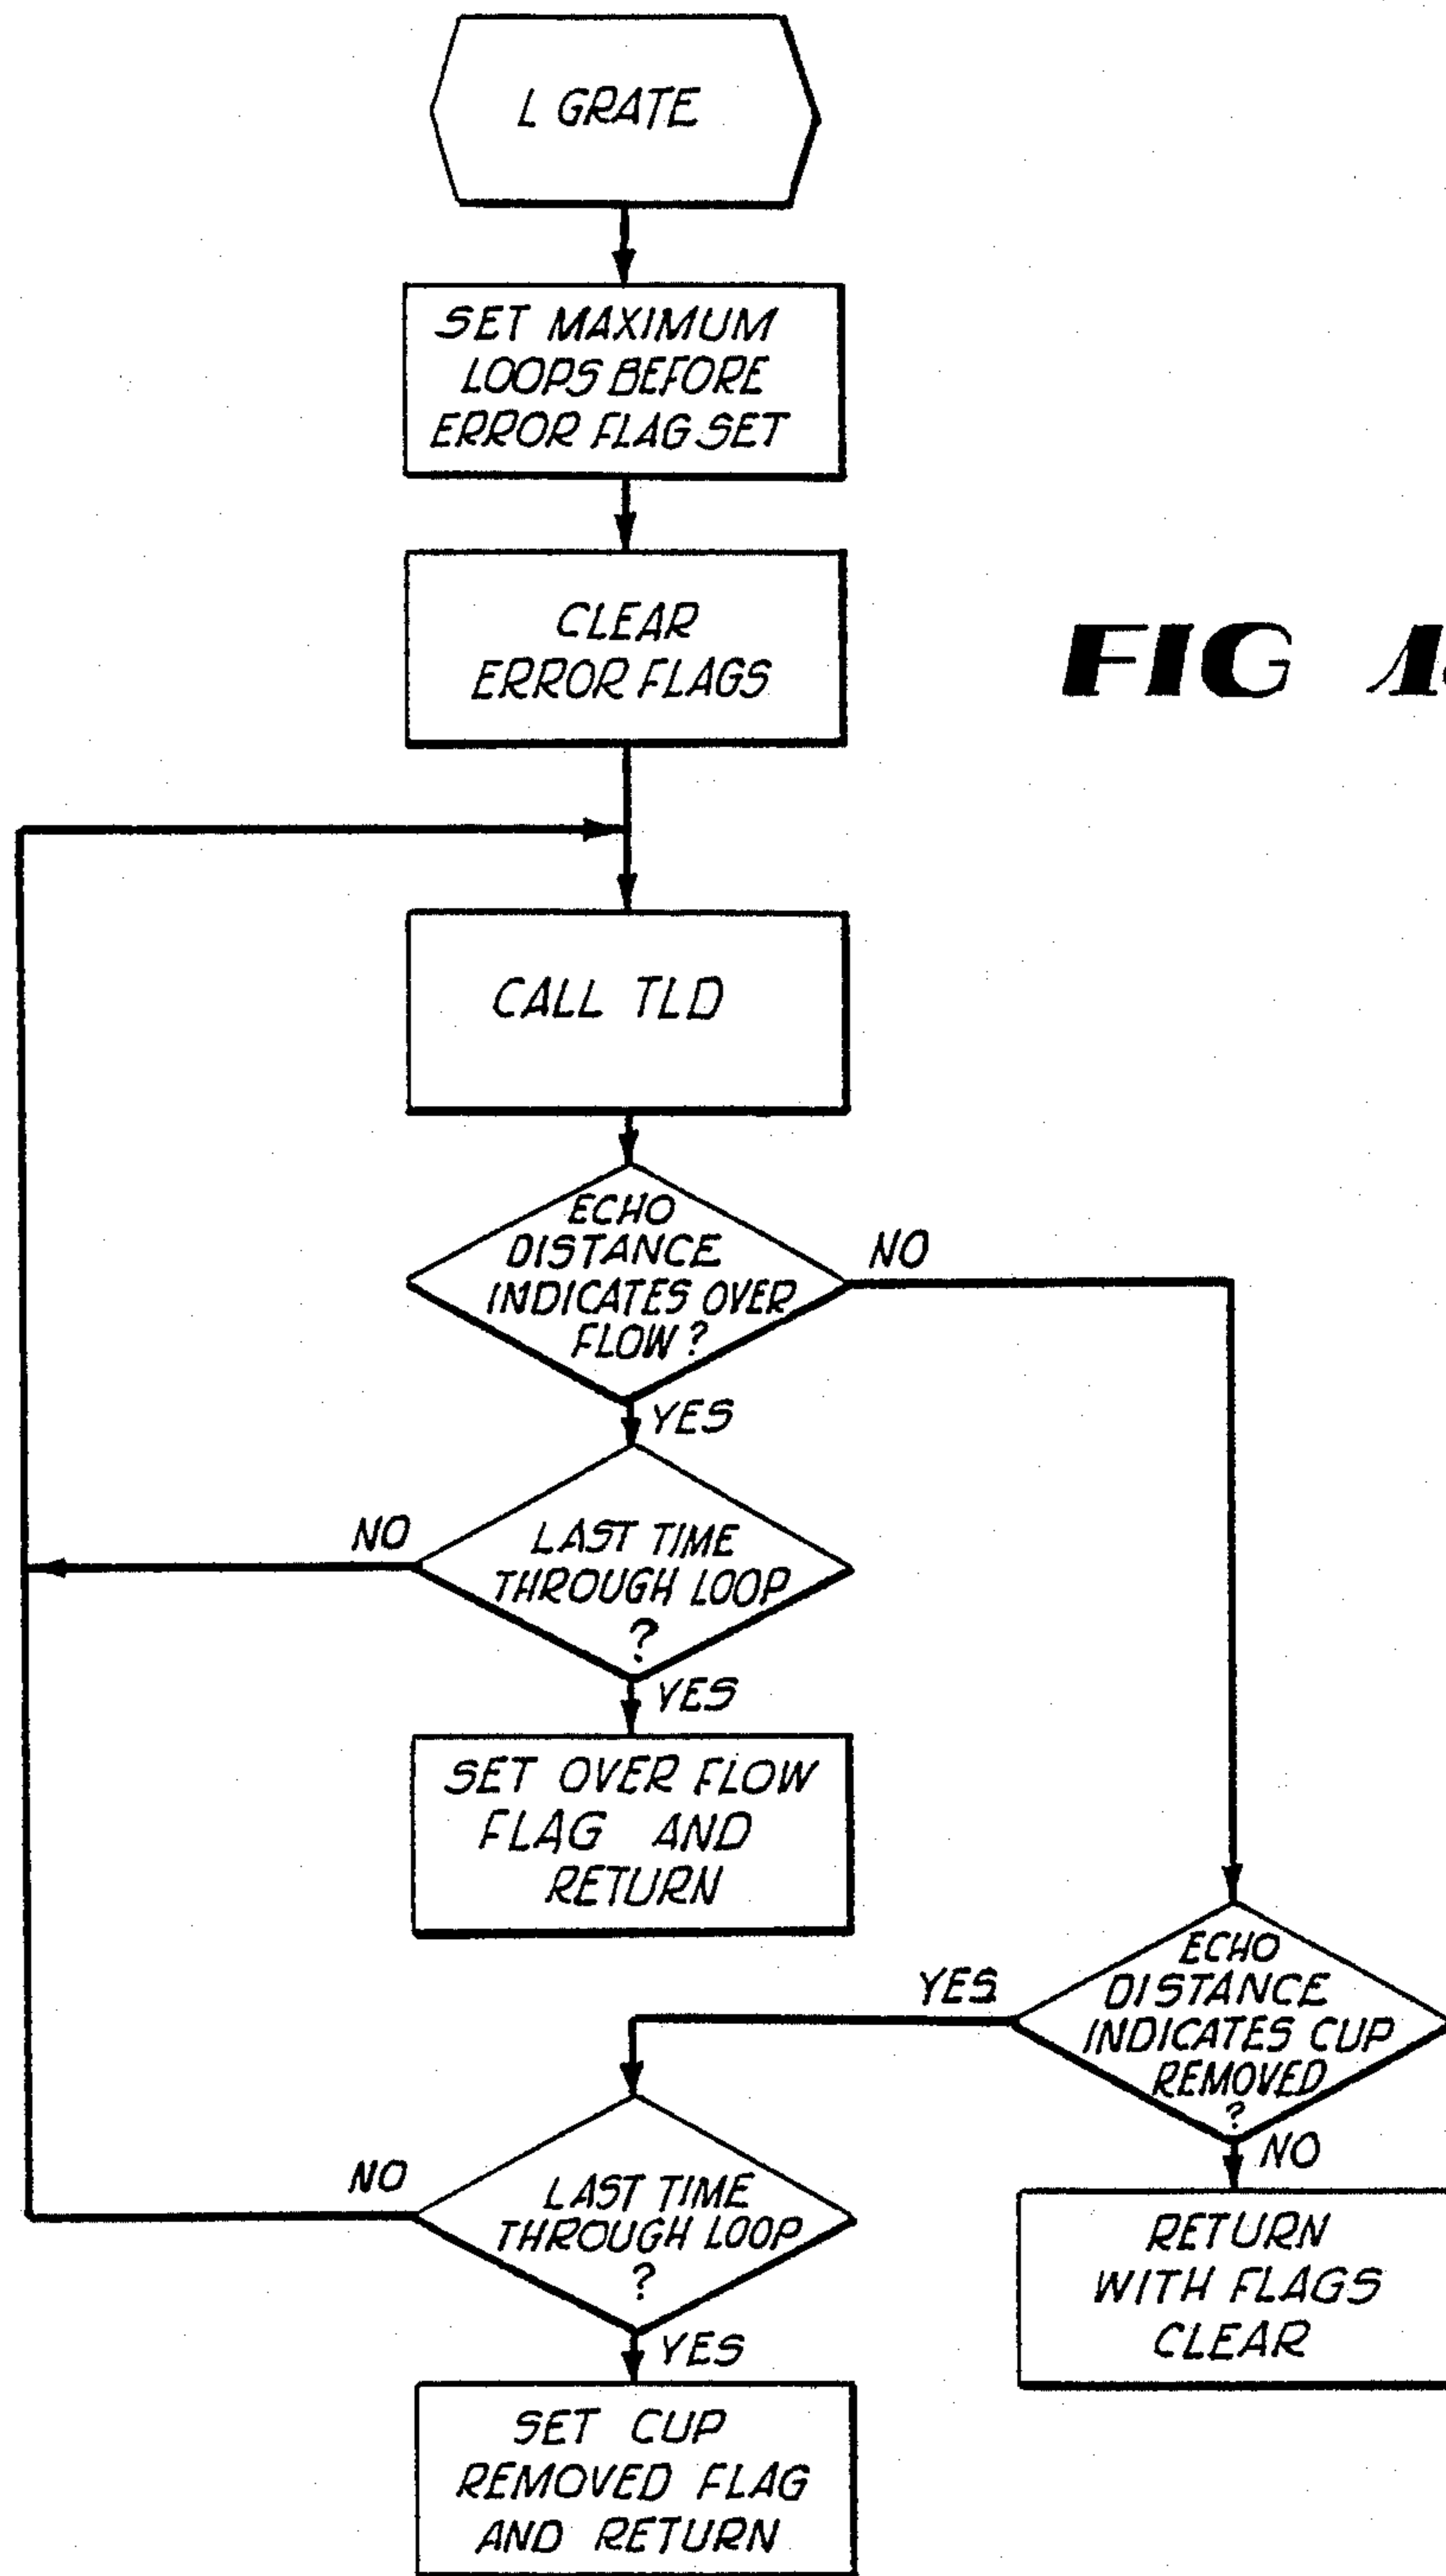 L GRATE
SET MAXIMUM
LOOPS BEFORE
ERROR FLAG SET
CLEAR
ERROR FLAGS
FIG
CALL TLD
ECHO
DISTANCE
INDICATES OVER
FLOW ?
NO
YES
LAST TIME
THROUGH LOOP
?
NO
YES
SET OVER FLOW
FLAG AND
RETURN
ECHO
DISTANCE
INDICATES CUP
REMOVED
?
YES
NO
LAST TIME
THROUGH LOOP
?
NO
YES
RETURN
WITH FLAGS
CLEAR
SET CUP
REMOVED FLAG
AND RETURN